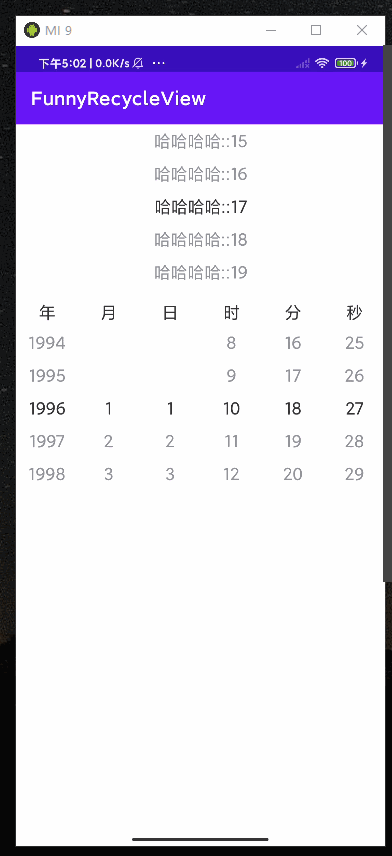 MI 9
下午5:02 | 0.0K/s ... 100
FunnyRecycleView
哈哈哈哈::15
哈哈哈哈::16
哈哈哈哈::17
哈哈哈哈::18
哈哈哈哈::19
年 月 日 时 分 秒
1994 8 16 25
1995 9 17 26
1996 1 1 10 18 27
1997 2 2 11 19 28
1998 3 3 12 20 29